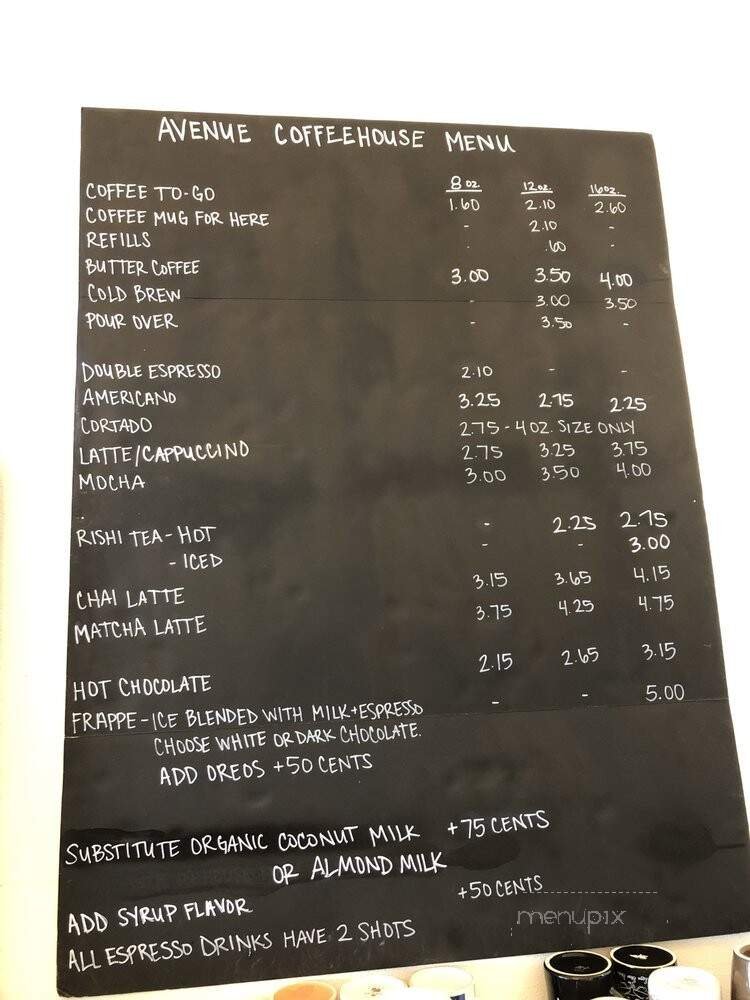 AVENUE COFFEEHOUSE MENU
8 oz. 12 oz. 16 oz.
COFFEE TO-GO 1.60 2.10 2.60
COFFEE MUG FOR HERE - 2.10 -
REFILLS . .60 .
BUTTER COFFEE 3.00 3.50 4.00
COLD BREW - 3.00 3.50
POUR OVER - 3.50 -
DOUBLE ESPRESSO 2.10 - -
AMERICANO 3.25 2.75 2.25
CORTADO 2.75 - 4 OZ. SIZE ONLY
LATTE/CAPPUCCINO 2.75 3.25 3.75
MOCHA 3.00 3.50 4.00
RISHI TEA - HOT - 2.25 2.75
- ICED - - 3.00
CHAI LATTE 3.15 3.65 4.15
MATCHA LATTE 3.75 4.25 4.75
HOT CHOCOLATE 2.15 2.65 3.15
FRAPPE - ICE BLENDED WITH MILK + ESPRESSO - - 5.00
CHOOSE WHITE OR DARK CHOCOLATE.
ADD OREOS +50 CENTS
SUBSTITUTE ORGANIC COCONUT MILK +75 CENTS
OR ALMOND MILK
ADD SYRUP FLAVOR +50 CENTS
ALL ESPRESSO DRINKS HAVE 2 SHOTS
menupix